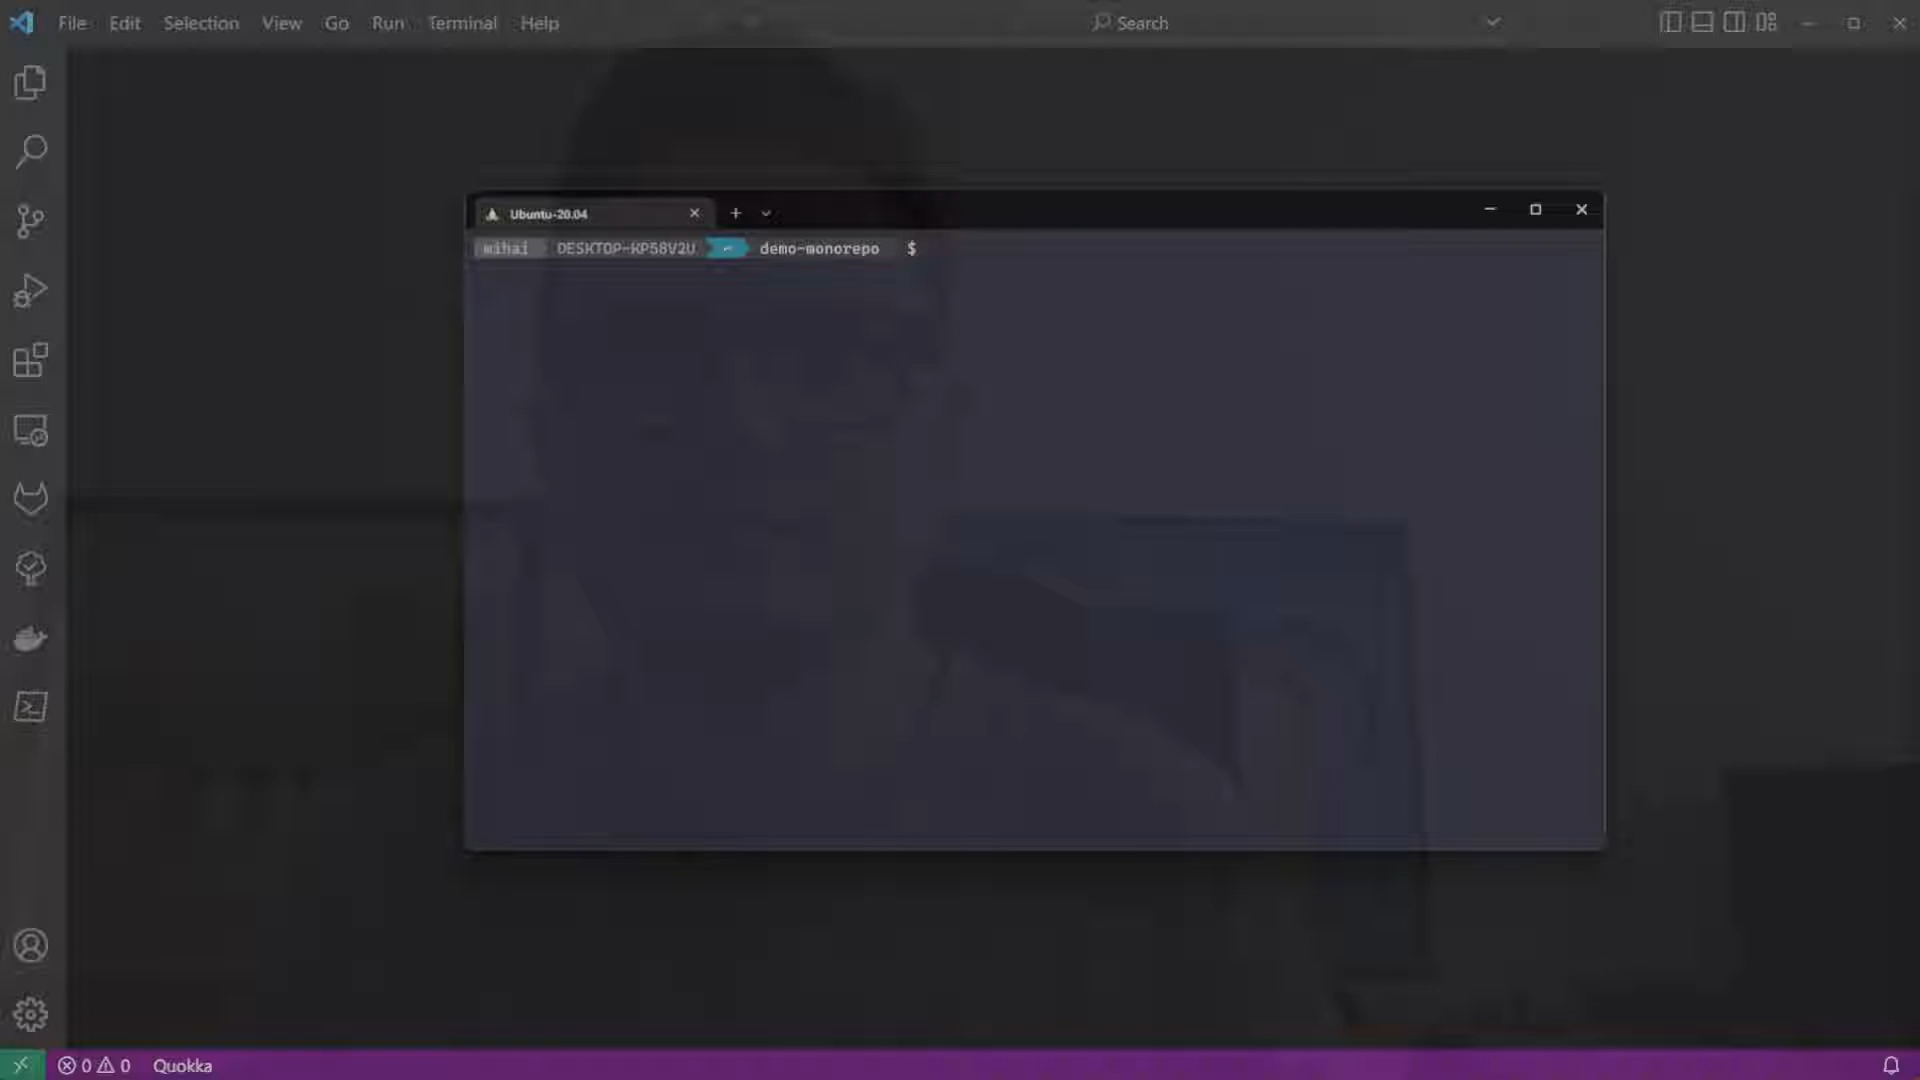 File Edit Selection View Go Run Terminal Help
Search
Ubuntu-20.04
mihai DESKTOP-KP58V2U ~ demo-monorepo $
0 0 Quokka